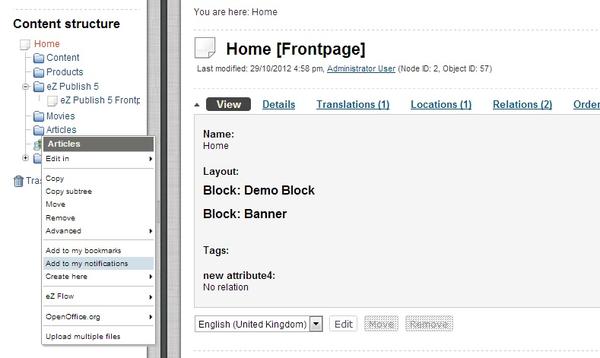 Content structure
Home
Content
Products
eZ Publish 5
eZ Publish 5 Frontp
Movies
Articles
Tras
Articles
Edit in
Copy
Copy subtree
Move
Remove
Advanced
Add to my bookmarks
Add to my notifications
Create here
eZ Flow
OpenOffice.org
Upload multiple files
You are here: Home
Home [Frontpage]
Last modified: 29/10/2012 4:58 pm, Administrator User (Node ID: 2, Object ID: 57)
View Details Translations (1) Locations (1) Relations (2) Order
Name:
Home
Layout:
Block: Demo Block
Block: Banner
Tags:
new attribute4:
No relation
English (United Kingdom) Edit Move Remove